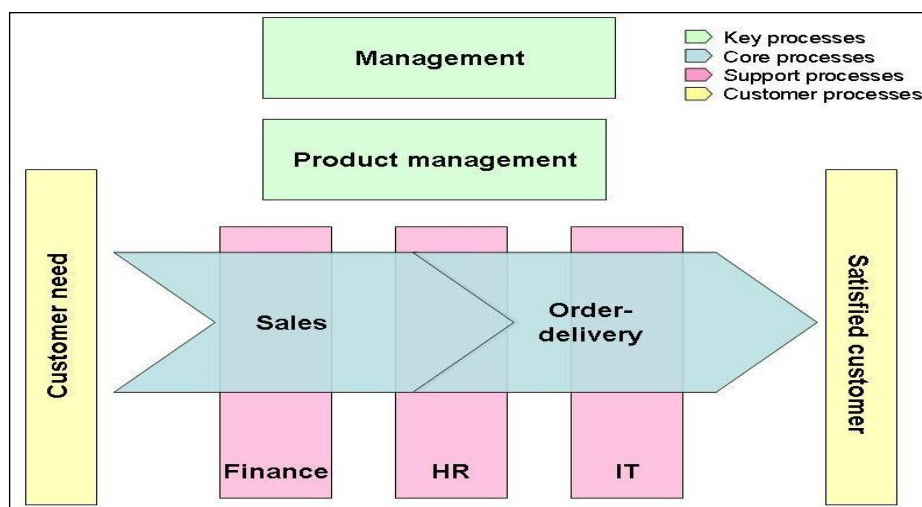 Management
Key processes
Core processes
Support processes
Customer processes
Product management
Customer need
Sales
Order-
delivery
Satisfied customer
Finance
HR
IT